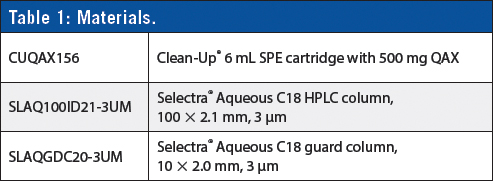 Table 1: Materials.
CUQAX156
Clean-Up® 6 mL SPE cartridge with 500 mg QAX
SLAQ100ID21-3UM
Selectra® Aqueous C18 HPLC column,
100 × 2.1 mm, 3 μm
SLAQGDC20-3UM
Selectra® Aqueous C18 guard column,
10 × 2.0 mm, 3 μm